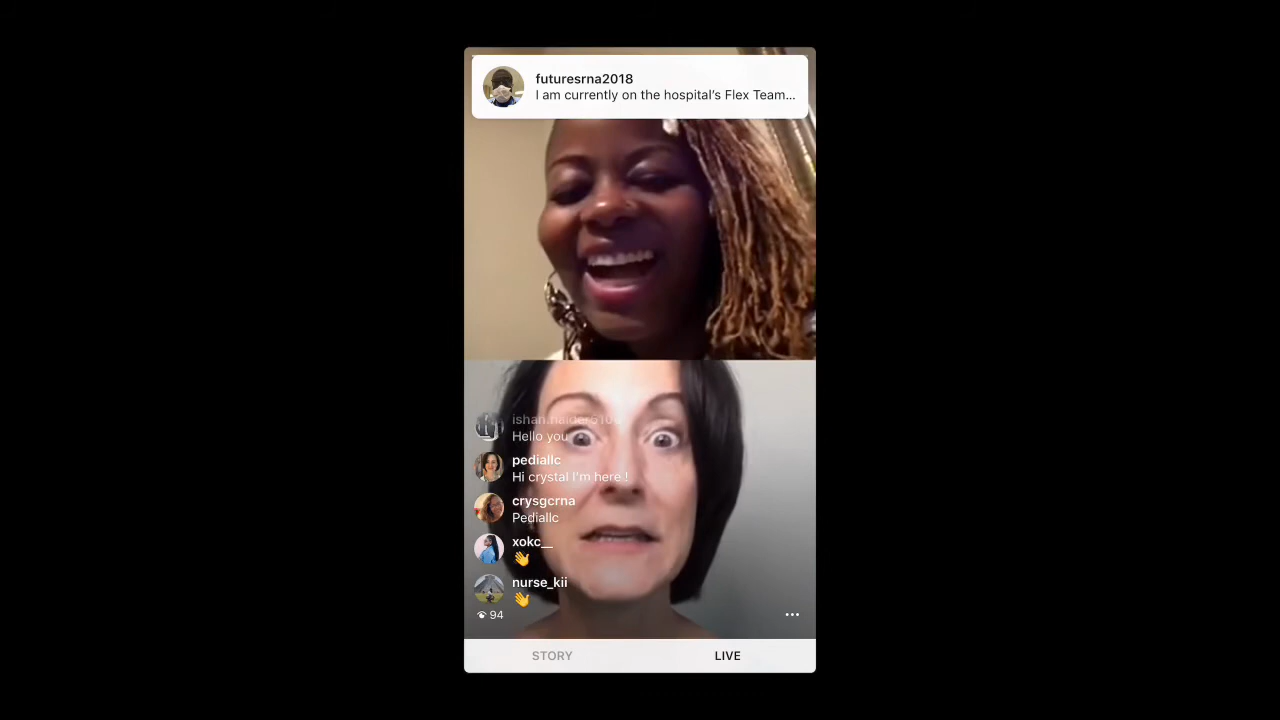 futuresrna2018
I am currently on the hospital's Flex Team...
Hello you
pediallc
Hi crystal I'm here !
crysgcrna
Pediallc
xokc__
👋
nurse_kii
👋
94
STORY
LIVE